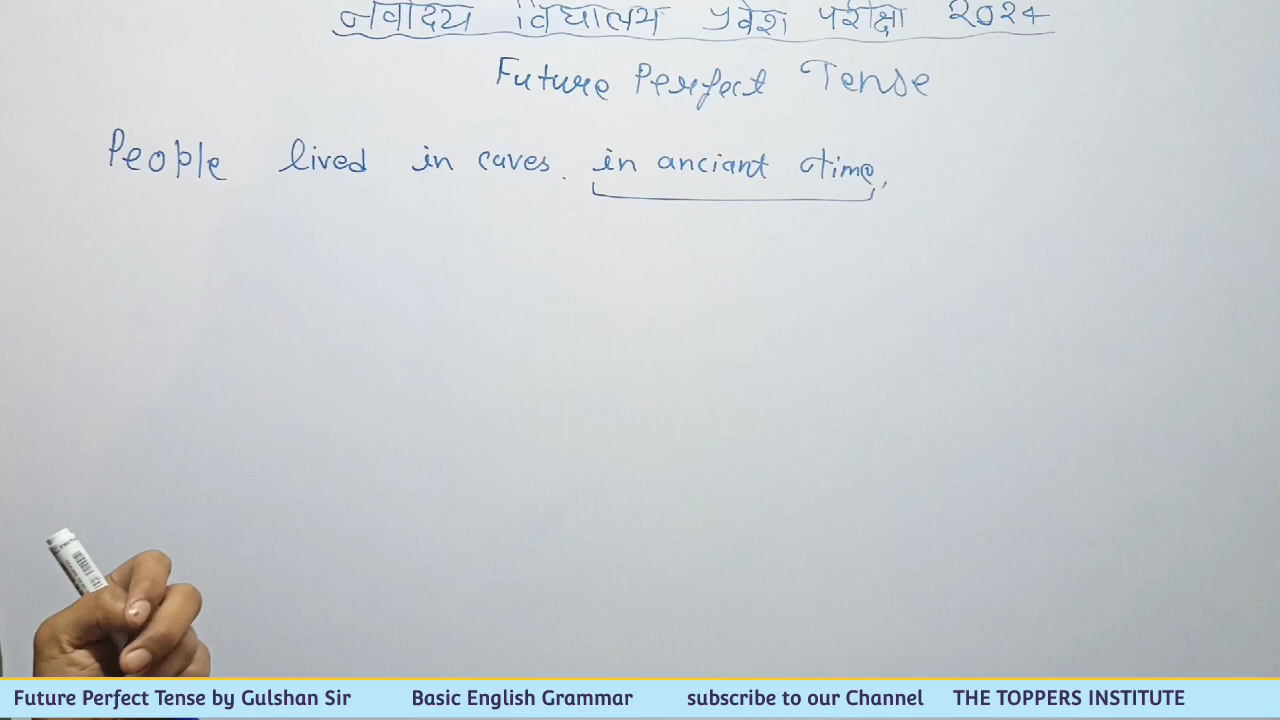 नवोदय विद्यालय प्रवेश परीक्षा २०२४
Future Perfect Tense
People lived in caves. in anciant time,
Future Perfect Tense by Gulshan Sir Basic English Grammar subscribe to our Channel THE TOPPERS INSTITUTE